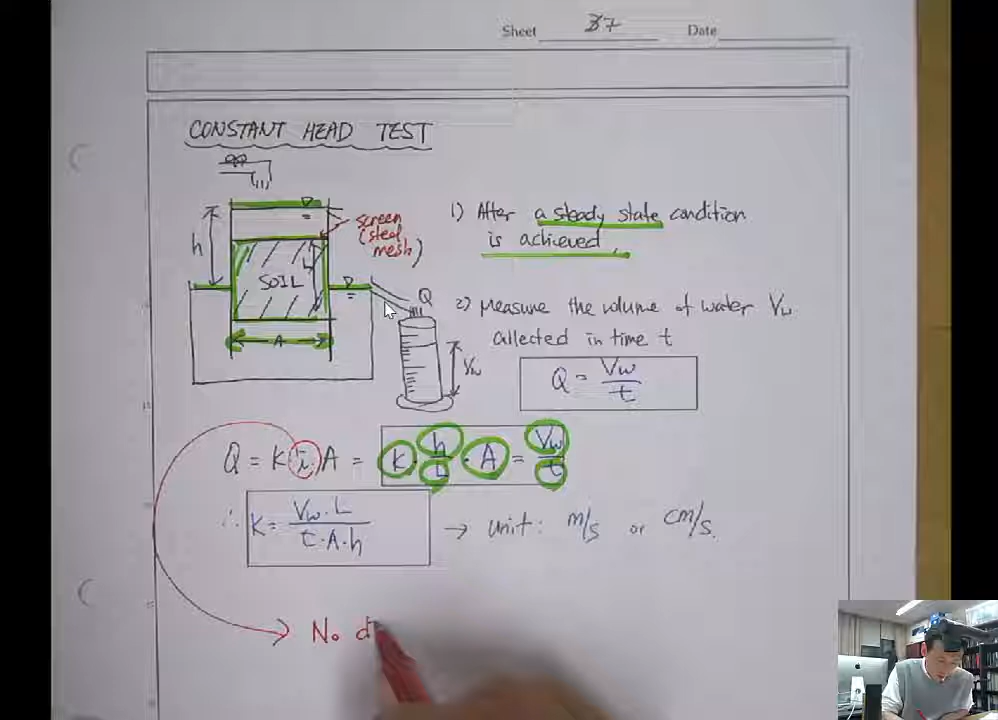 Sheet 37 Date
CONSTANT HEAD TEST
h
SOIL
L
A
screen
(steel
mesh)
Q
Vw
1) After a steady state condition
is achieved,
2) Measure the volume of water Vw
collected in time t
Q = Vw/t
Q = K·i·A = K · h/L · A = Vw/t
∴ K = Vw·L / t·A·h → unit: m/s or cm/s.
→ No d